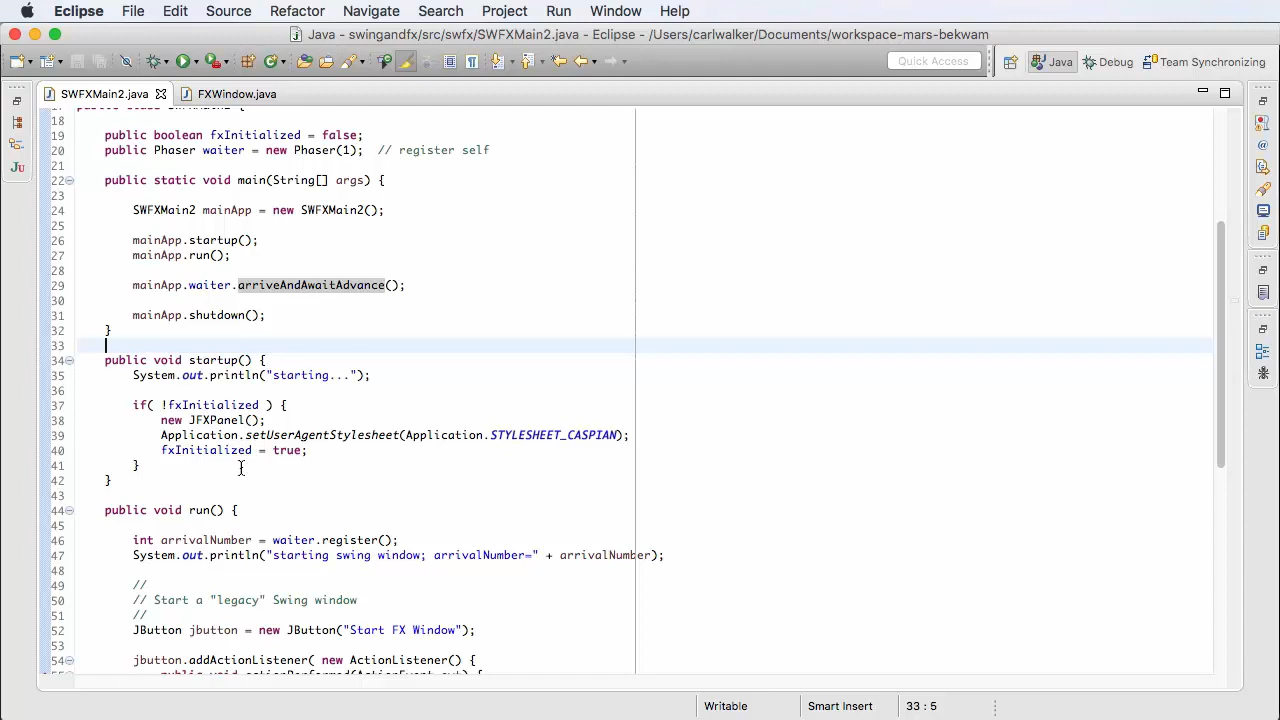 Eclipse File Edit Source Refactor Navigate Search Project Run Window Help
Java - swingandfx/src/swfx/SWFXMain2.java - Eclipse - /Users/carlwalker/Documents/workspace-mars-bekwam
Quick Access Java Debug Team Synchronizing
SWFXMain2.java FXWindow.java
18
19 public boolean fxInitialized = false;
20 public Phaser waiter = new Phaser(1); // register self
21
22 public static void main(String[] args) {
23
24 SWFXMain2 mainApp = new SWFXMain2();
25
26 mainApp.startup();
27 mainApp.run();
28
29 mainApp.waiter.arriveAndAwaitAdvance();
30
31 mainApp.shutdown();
32 }
33
34 public void startup() {
35 System.out.println("starting...");
36
37 if( !fxInitialized ) {
38 new JFXPanel();
39 Application.setUserAgentStylesheet(Application.STYLESHEET_CASPIAN);
40 fxInitialized = true;
41 }
42 }
43
44 public void run() {
45
46 int arrivalNumber = waiter.register();
47 System.out.println("starting swing window; arrivalNumber=" + arrivalNumber);
48
49 //
50 // Start a "legacy" Swing window
51 //
52 JButton jbutton = new JButton("Start FX Window");
53
54 jbutton.addActionListener( new ActionListener() {
Writable Smart Insert 33 : 5